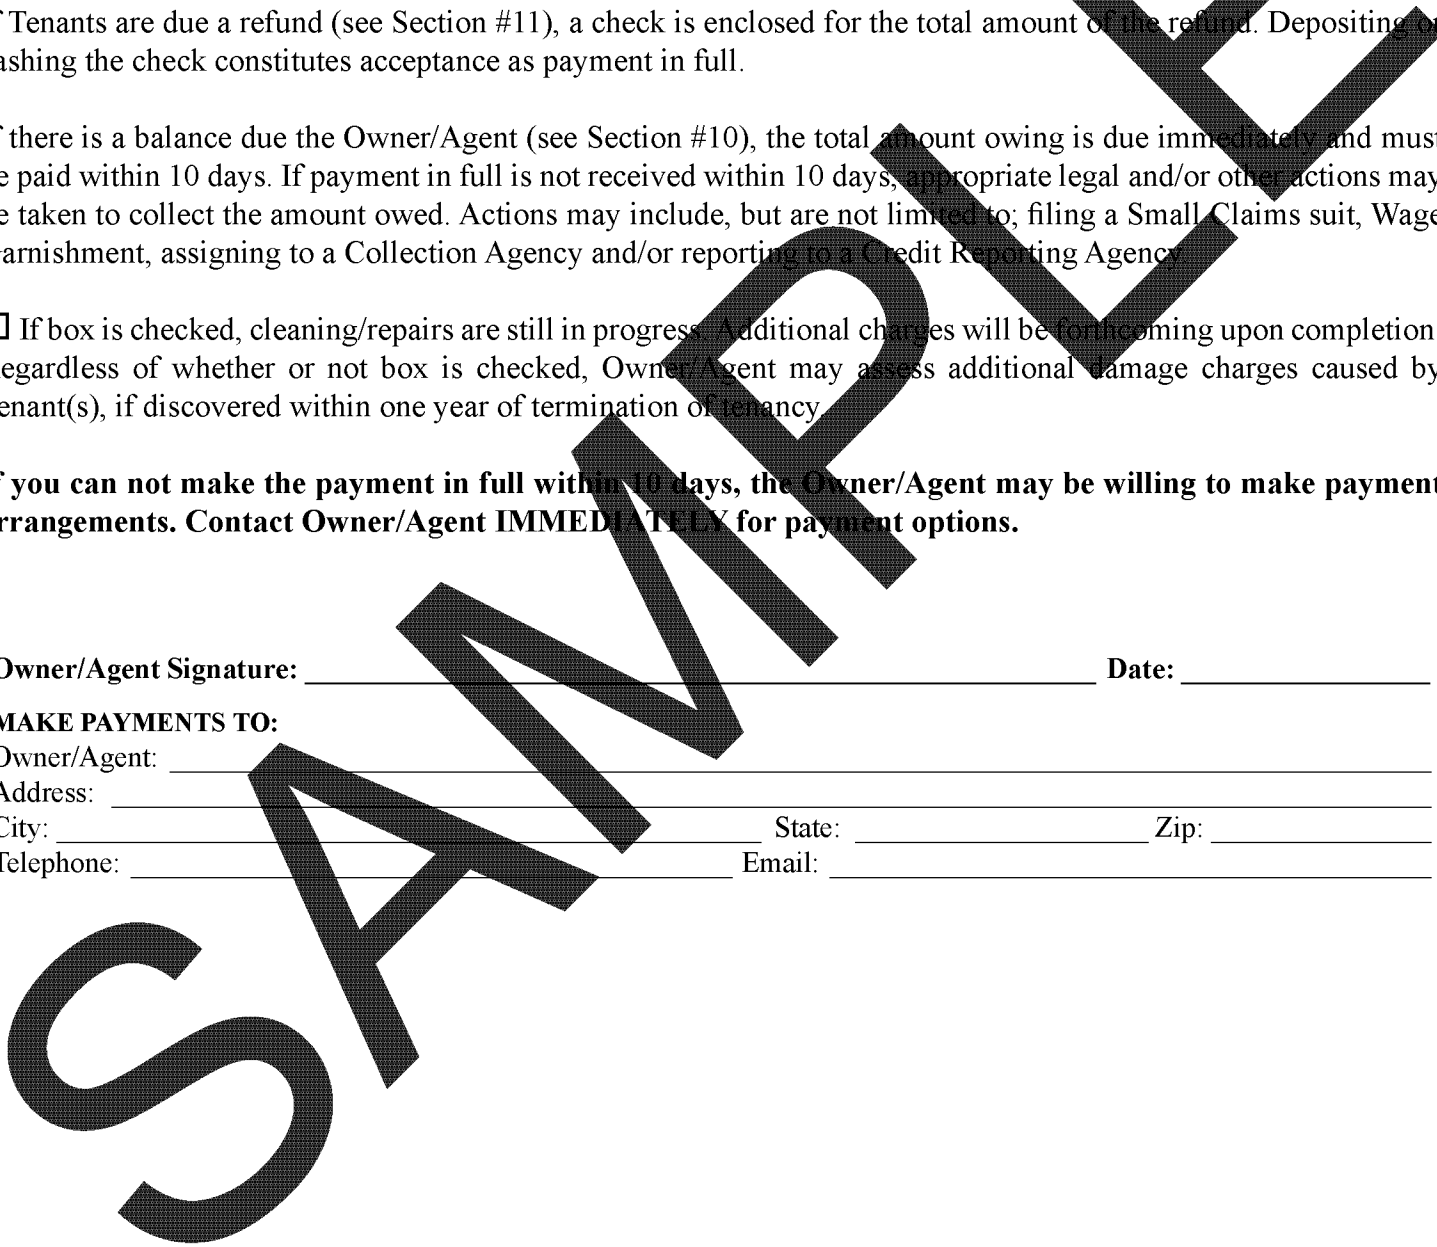 f Tenants are due a refund (see Section #11), a check is enclosed for the total amount of the refund. Depositing or
ashing the check constitutes acceptance as payment in full.
f there is a balance due the Owner/Agent (see Section #10), the total amount owing is due immediately and must
e paid within 10 days. If payment in full is not received within 10 days, appropriate legal and/or other actions may
e taken to collect the amount owed. Actions may include, but are not limited to; filing a Small Claims suit, Wage
arnishment, assigning to a Collection Agency and/or reporting to a Credit Reporting Agency
If box is checked, cleaning/repairs are still in progress. Additional charges will be forthcoming upon completion
egardless of whether or not box is checked, Owner/Agent may assess additional damage charges caused by
enant(s), if discovered within one year of termination of tenancy.
f you can not make the payment in full within 10 days, the Owner/Agent may be willing to make payment
rrangements. Contact Owner/Agent IMMEDIATELY for payment options.
Owner/Agent Signature: Date:
MAKE PAYMENTS TO:
Owner/Agent:
Address:
City: State: Zip:
Telephone: Email:
SAMPLE